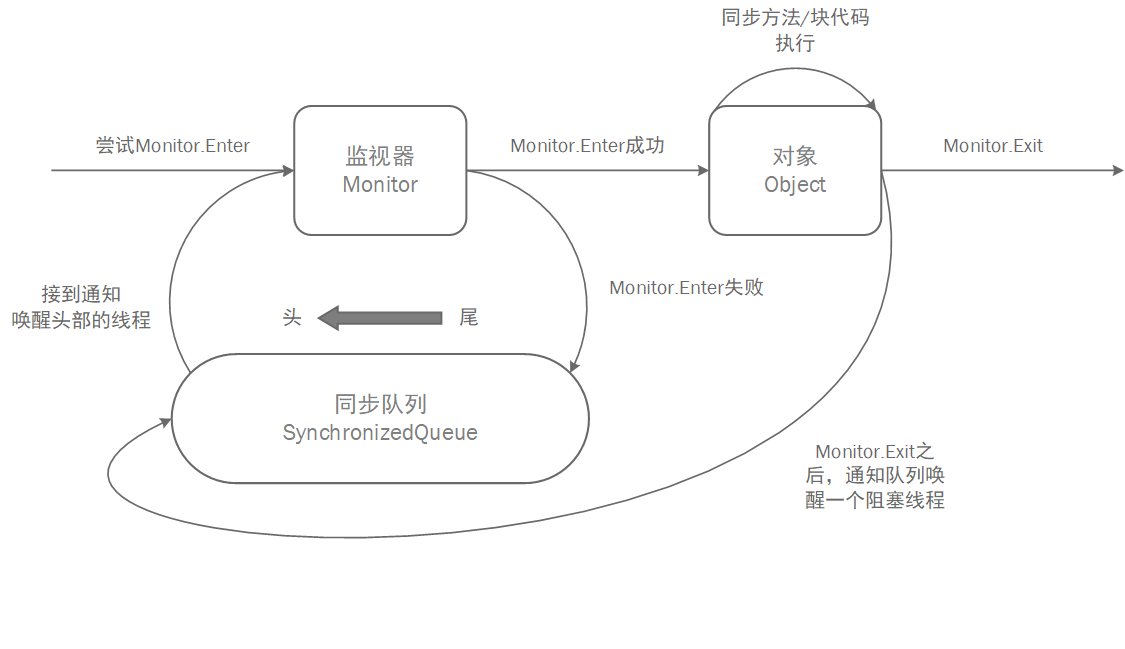 同步方法/块代码
执行
尝试Monitor.Enter
监视器
Monitor
Monitor.Enter成功
对象
Object
Monitor.Exit
接到通知
唤醒头部的线程
头
尾
Monitor.Enter失败
同步队列
SynchronizedQueue
Monitor.Exit之
后，通知队列唤
醒一个阻塞线程